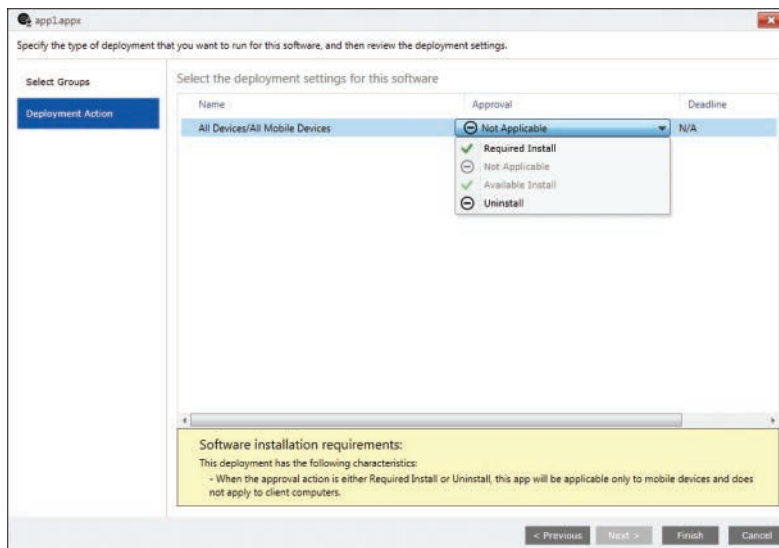 app1.appx
Specify the type of deployment that you want to run for this software, and then review the deployment settings.
Select Groups
Deployment Action
Select the deployment settings for this software
Name Approval Deadline
All Devices/All Mobile Devices Not Applicable N/A
Required Install
Not Applicable
Available Install
Uninstall
Software installation requirements:
This deployment has the following characteristics:
- When the approval action is either Required Install or Uninstall, this app will be applicable only to mobile devices and does
not apply to client computers.
< Previous Next > Finish Cancel